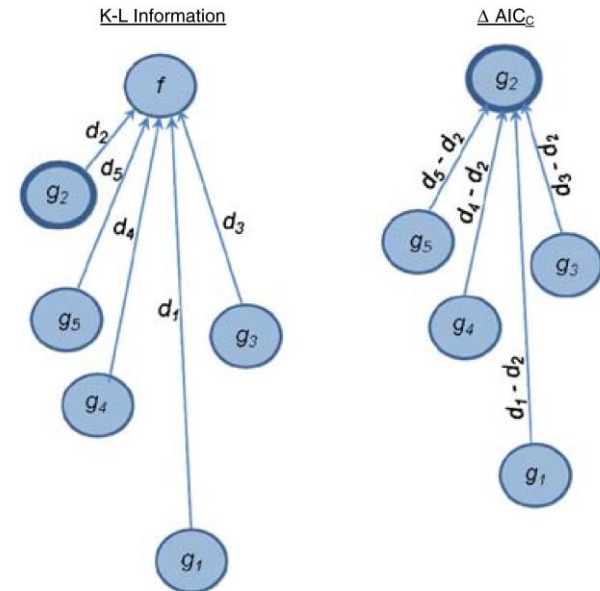 K-L Information
Δ AICC
f
g2
d2
d5
g2
d4
d3
d1
g5
g4
g3
g1
d5 - d2
d4 - d2
d3 - d2
g5
g3
g4
d1 - d2
g1